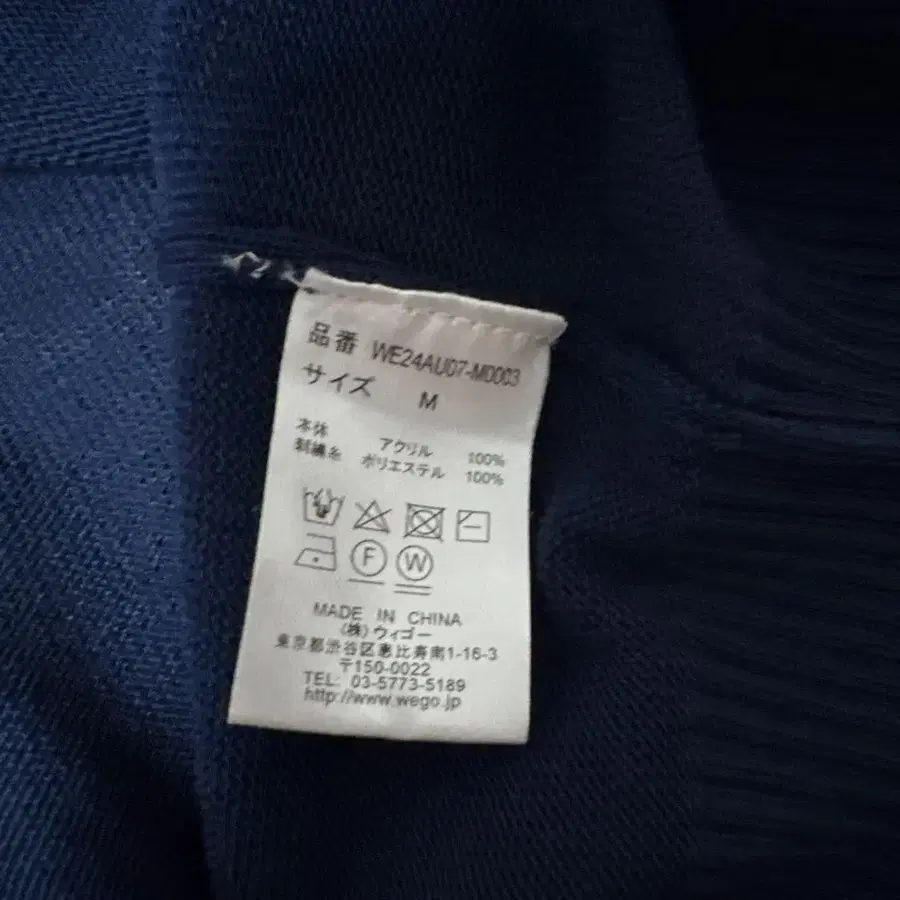 品番 WE24AU07-M0003
サイズ M
本体 アクリル 100%
刺繍糸 ポリエステル 100%
F W
MADE IN CHINA
(株)ウィゴー
東京都渋谷区恵比寿南1-16-3
〒150-0022
TEL: 03-5773-5189
http://www.wego.jp